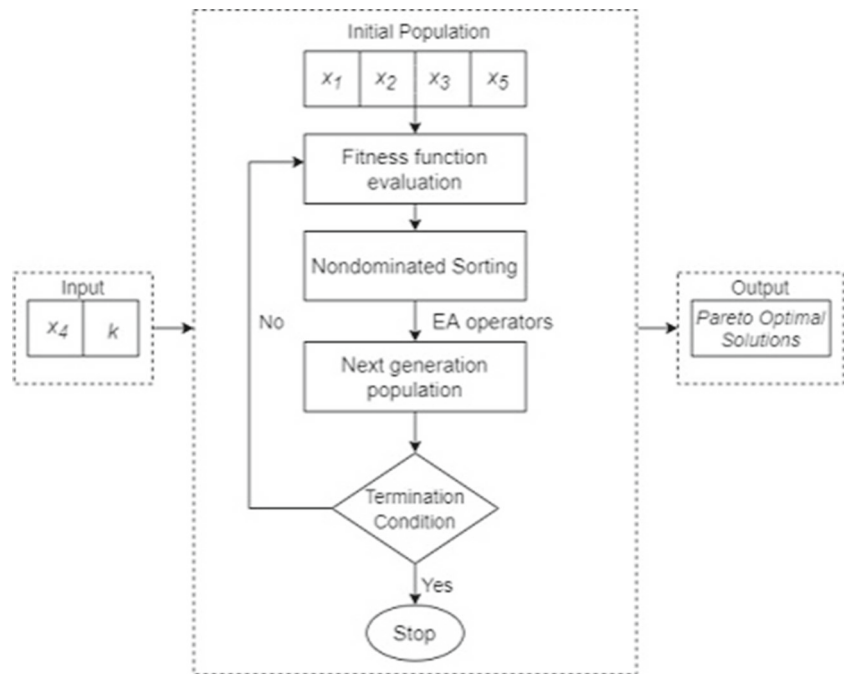 Initial Population
x1 x2 x3 x5
Fitness function
evaluation
Nondominated Sorting
Input
x4 k
No
EA operators
Output
Pareto Optimal
Solutions
Next generation
population
Termination
Condition
Yes
Stop